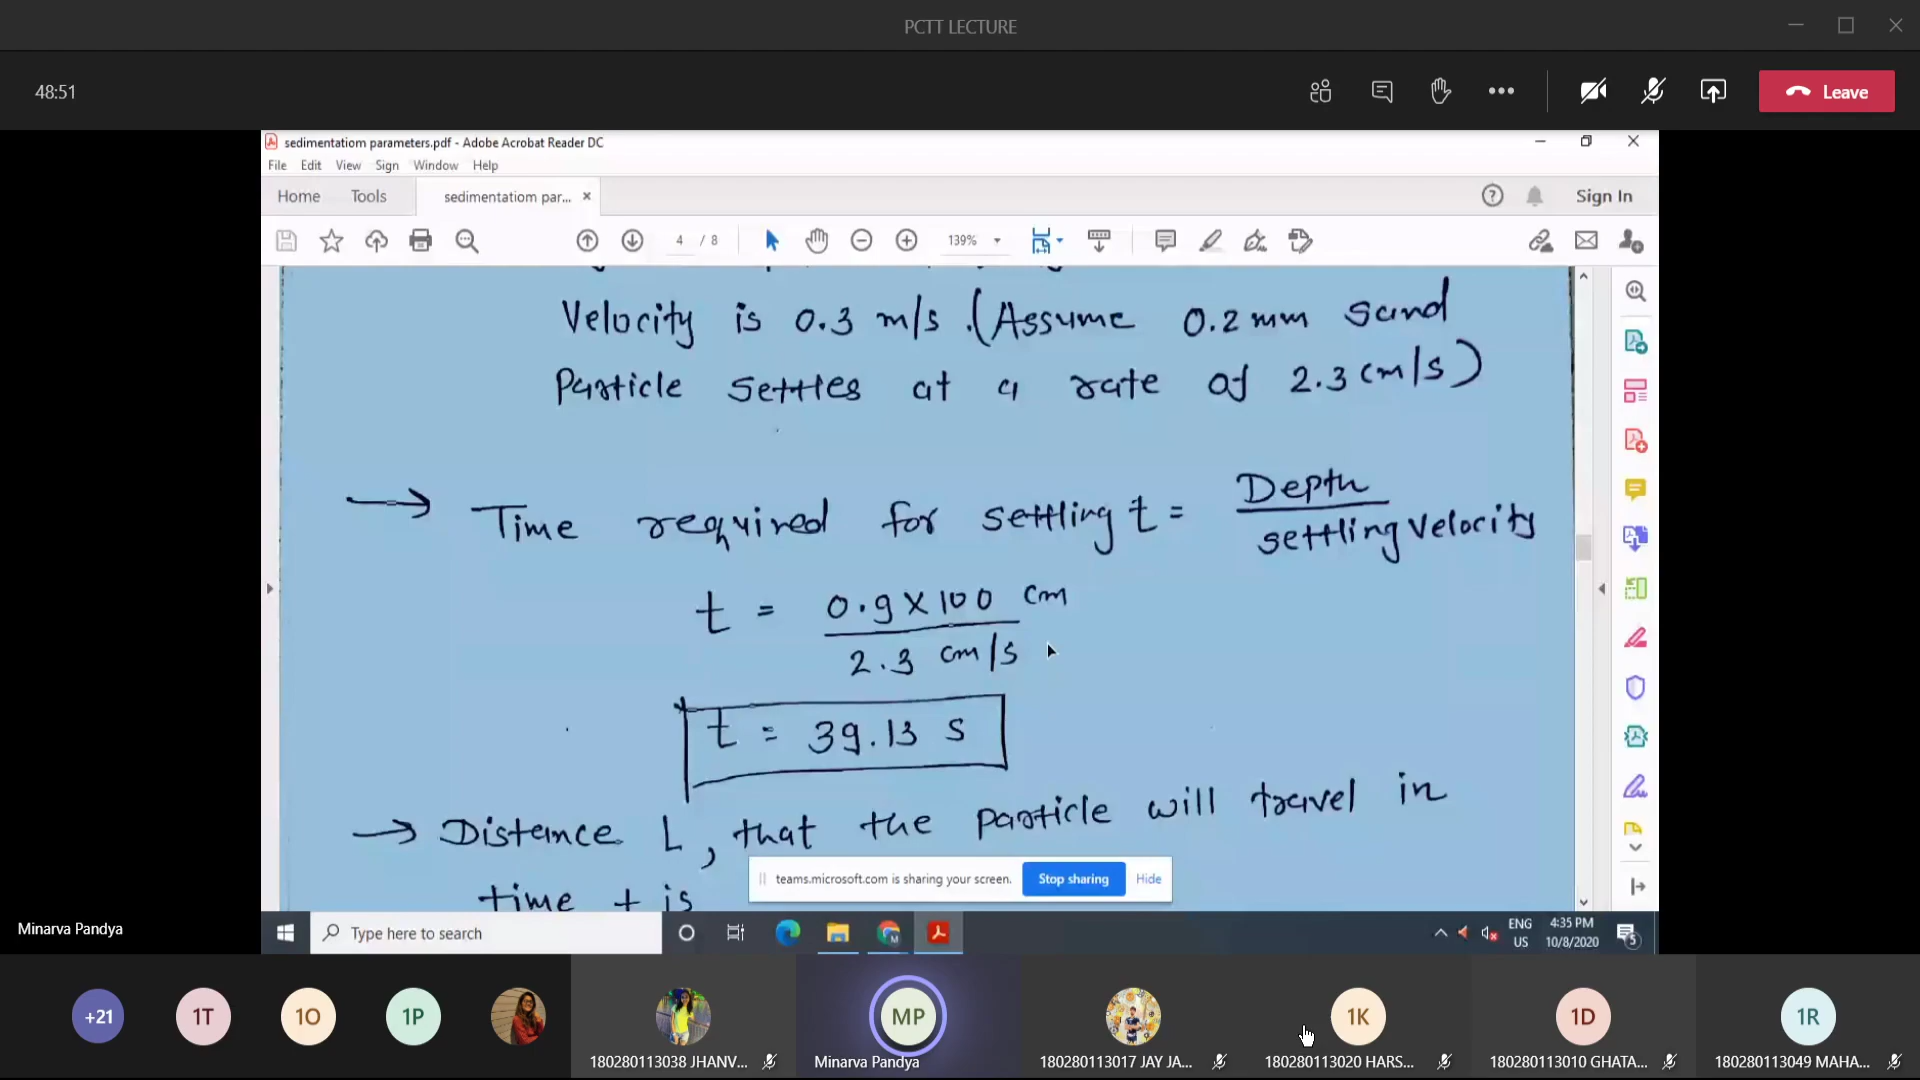 PCTT LECTURE
48:51
Leave
sedimentatiom parameters.pdf - Adobe Acrobat Reader DC
File Edit View Sign Window Help
Home Tools sedimentatiom par... × Sign In
4 / 8 139%
Velocity is 0.3 m/s. (Assume 0.2 mm sand
Particle settles at a rate of 2.3 cm/s)
→ Time required for settling t = Depth / settling velocity
t = 0.9 × 100 cm / 2.3 cm/s
t = 39.13 s
→ Distance L, that the particle will travel in
time t is
teams.microsoft.com is sharing your screen. Stop sharing Hide
Minarva Pandya
Type here to search
ENG
US
4:35 PM
10/8/2020
5
+21 1T 1O 1P MP 1K 1D 1R
180280113038 JHANV... Minarva Pandya 180280113017 JAY JA... 180280113020 HARS... 180280113010 GHATA... 180280113049 MAHA...